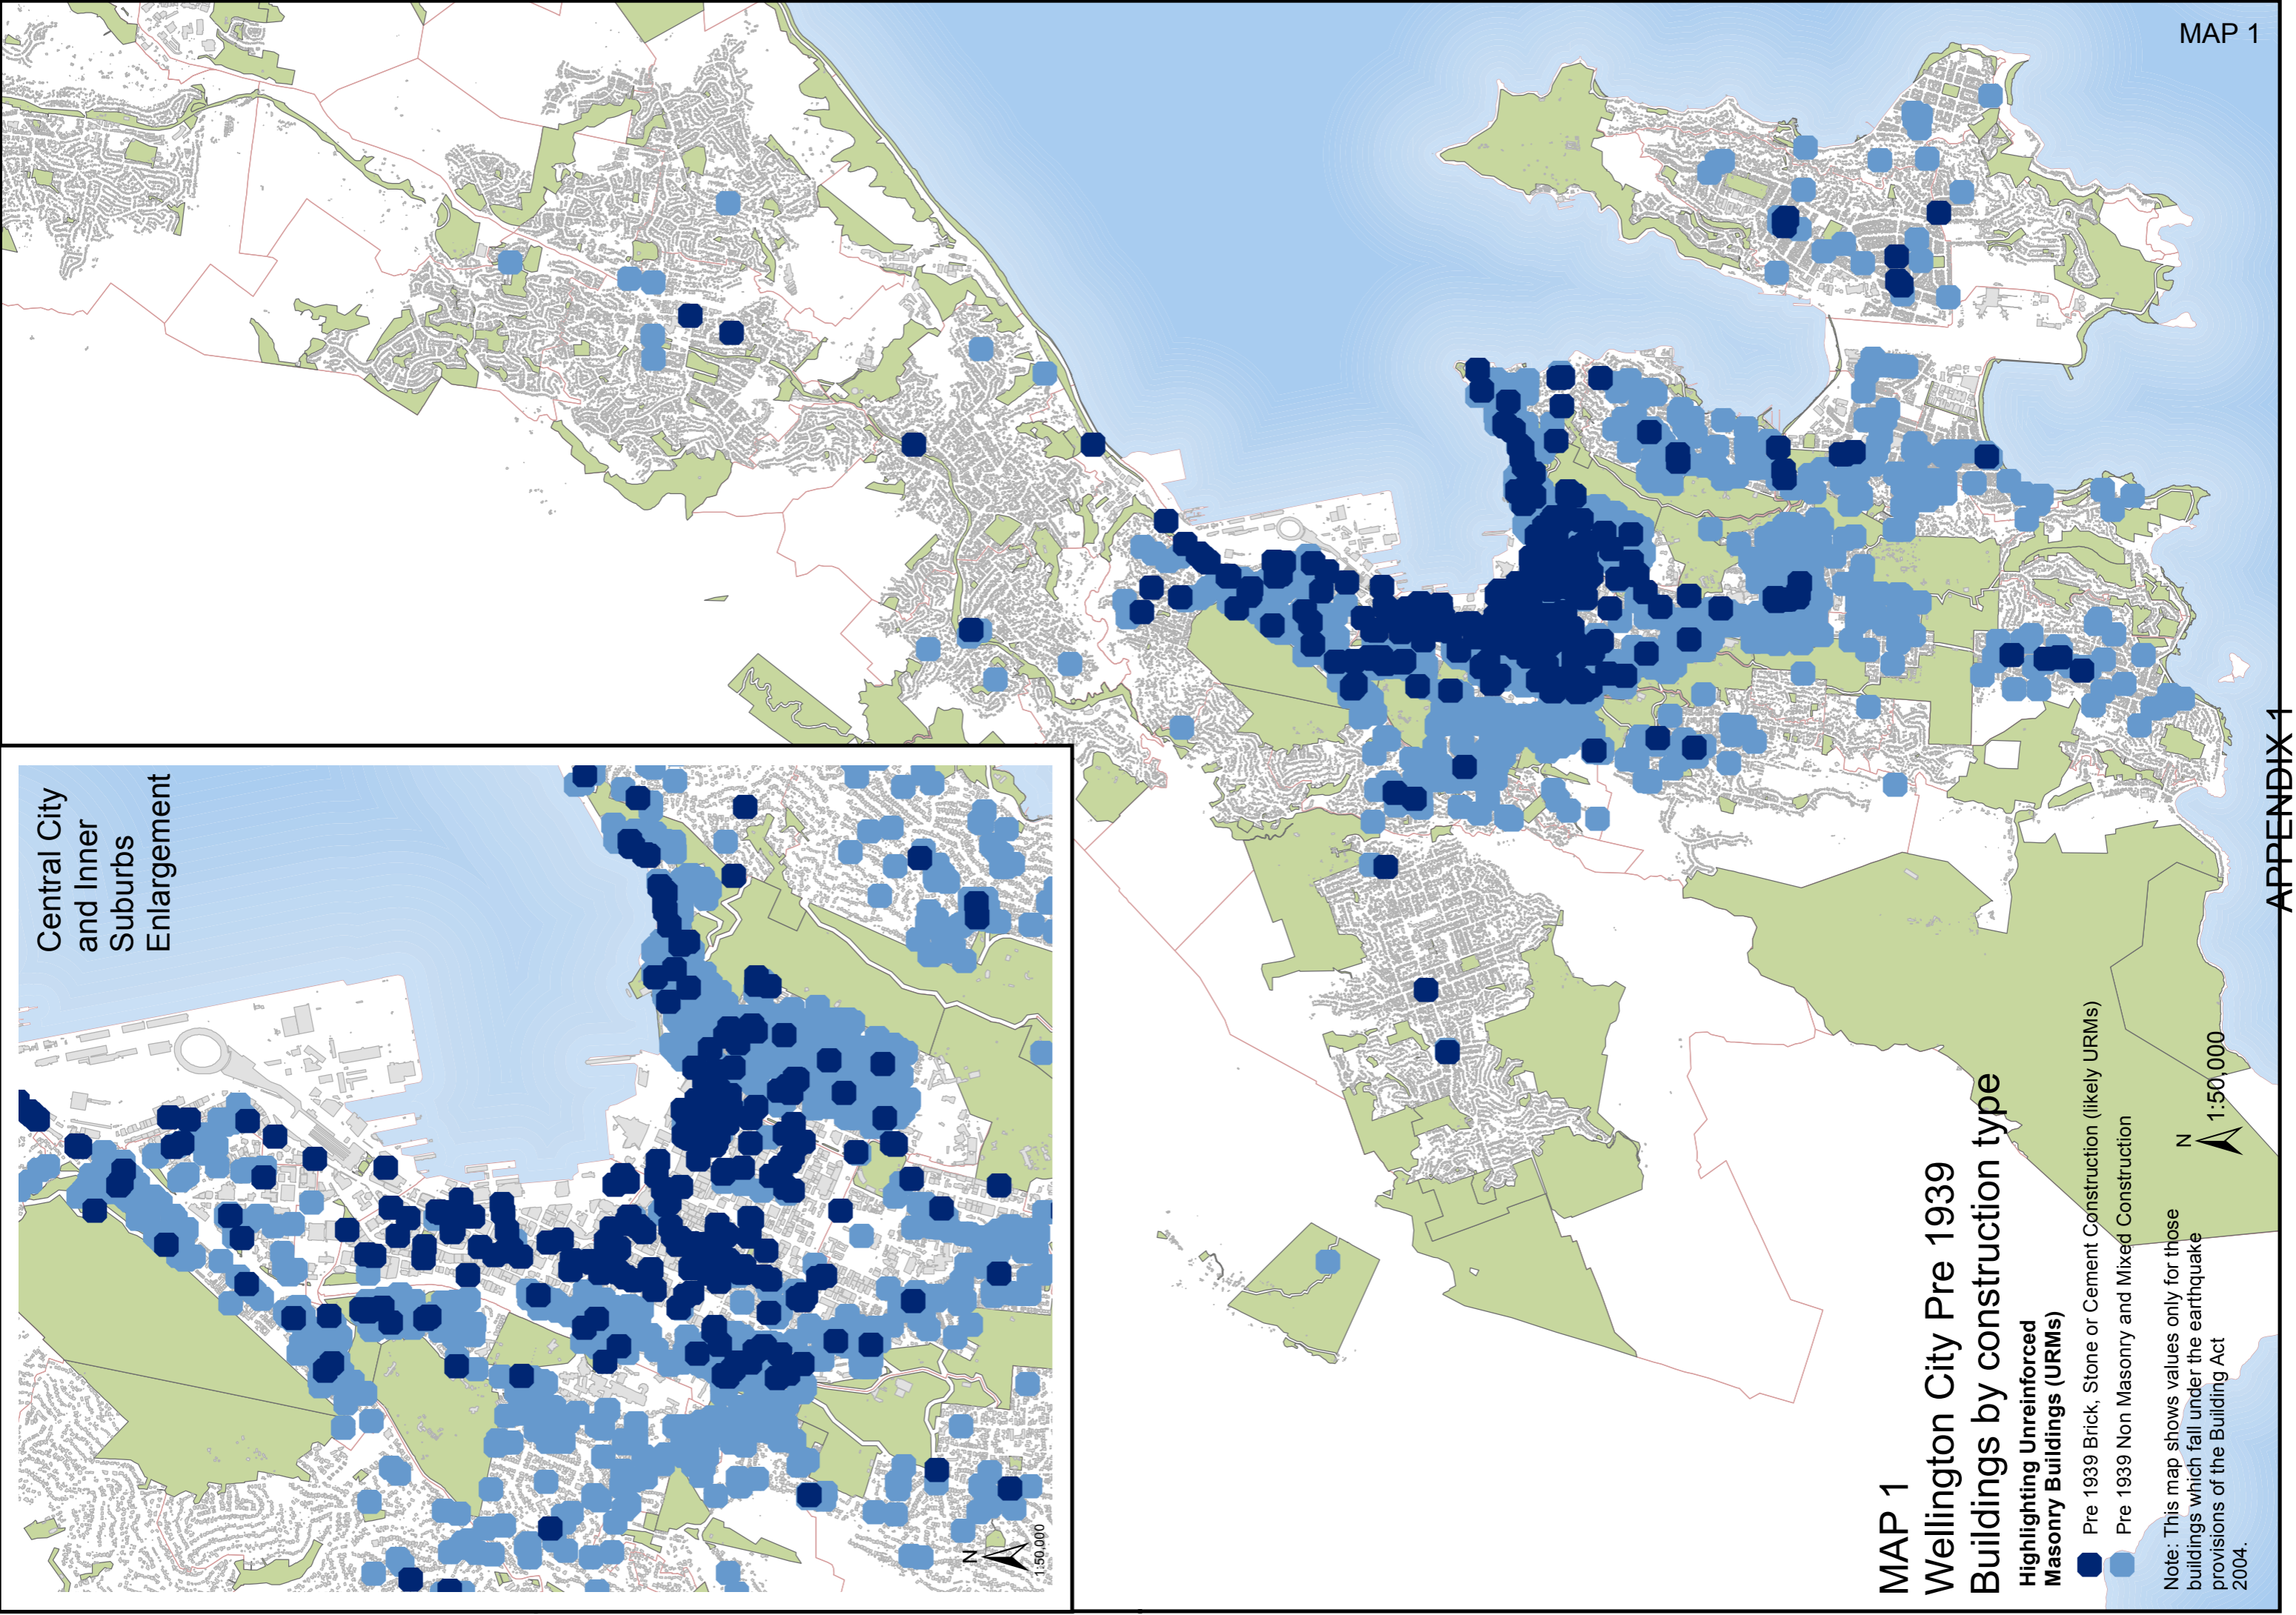 MAP 1
Central City
and Inner
Suburbs
Enlargement
N
1:50,000
MAP 1
Wellington City Pre 1939
Buildings by construction type
Highlighting Unreinforced
Masonry Buildings (URMs)
Pre 1939 Brick, Stone or Cement Construction (likely URMs)
Pre 1939 Non Masonry and Mixed Construction
Note: This map shows values only for those
buildings which fall under the earthquake
provisions of the Building Act
2004.
N
1:50,000
APPENDIX 1